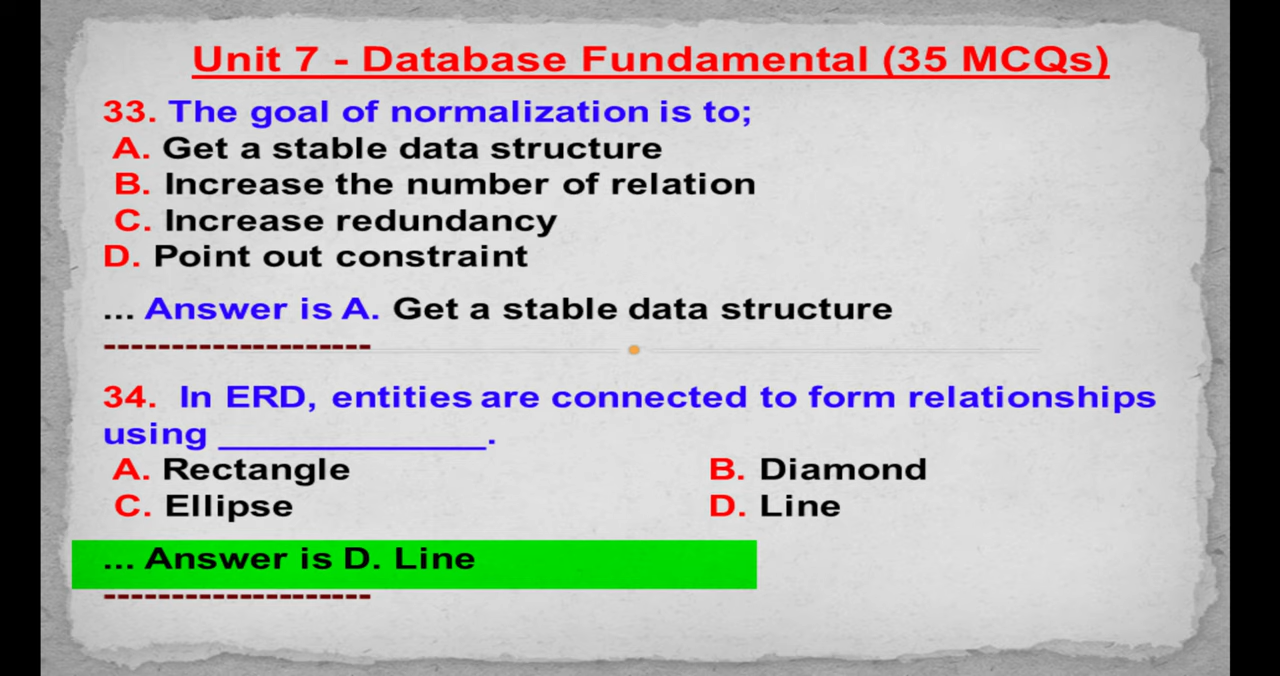 Unit 7 - Database Fundamental (35 MCQs)
33. The goal of normalization is to;
A. Get a stable data structure
B. Increase the number of relation
C. Increase redundancy
D. Point out constraint
... Answer is A. Get a stable data structure
--------------------
34. In ERD, entities are connected to form relationships
using ______________.
A. Rectangle B. Diamond
C. Ellipse D. Line
... Answer is D. Line
--------------------